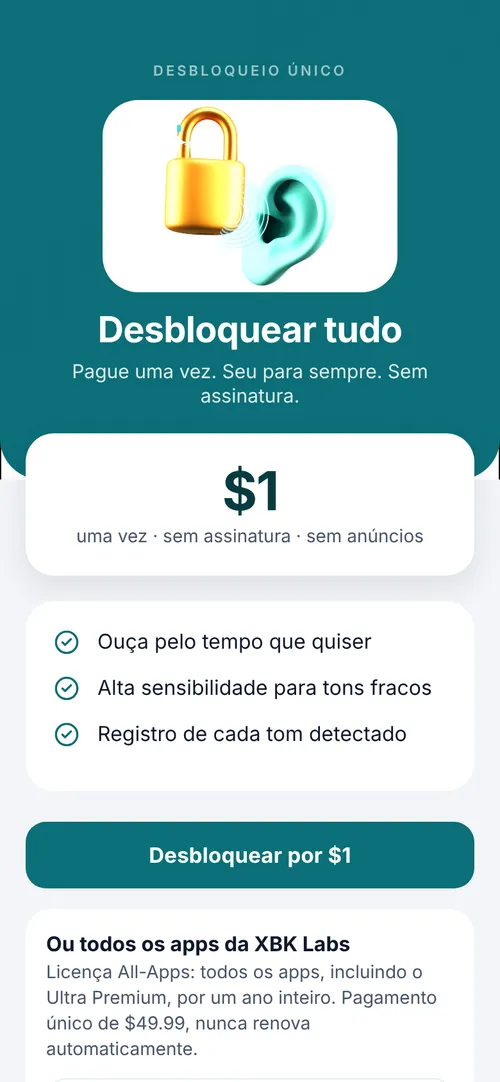 DESBLOQUEIO ÚNICO
Desbloquear tudo
Pague uma vez. Seu para sempre. Sem
assinatura.
$1
uma vez · sem assinatura · sem anúncios
Ouça pelo tempo que quiser
Alta sensibilidade para tons fracos
Registro de cada tom detectado
Desbloquear por $1
Ou todos os apps da XBK Labs
Licença All-Apps: todos os apps, incluindo o
Ultra Premium, por um ano inteiro. Pagamento
único de $49.99, nunca renova
automaticamente.